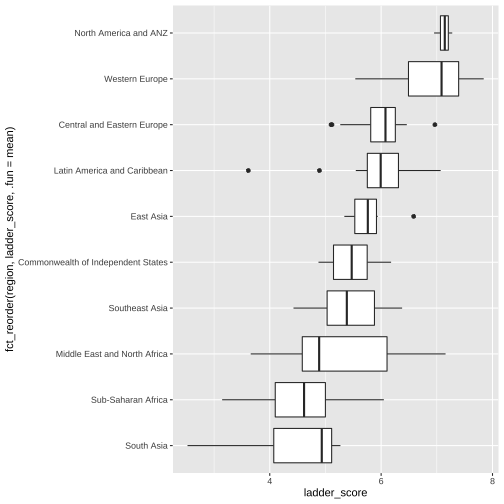 North America and ANZ
Western Europe
Central and Eastern Europe
Latin America and Caribbean
East Asia
Commonwealth of Independent States
Southeast Asia
Middle East and North Africa
Sub-Saharan Africa
South Asia
fct_reorder(region, ladder_score, .fun = mean)
4 6 8
ladder_score